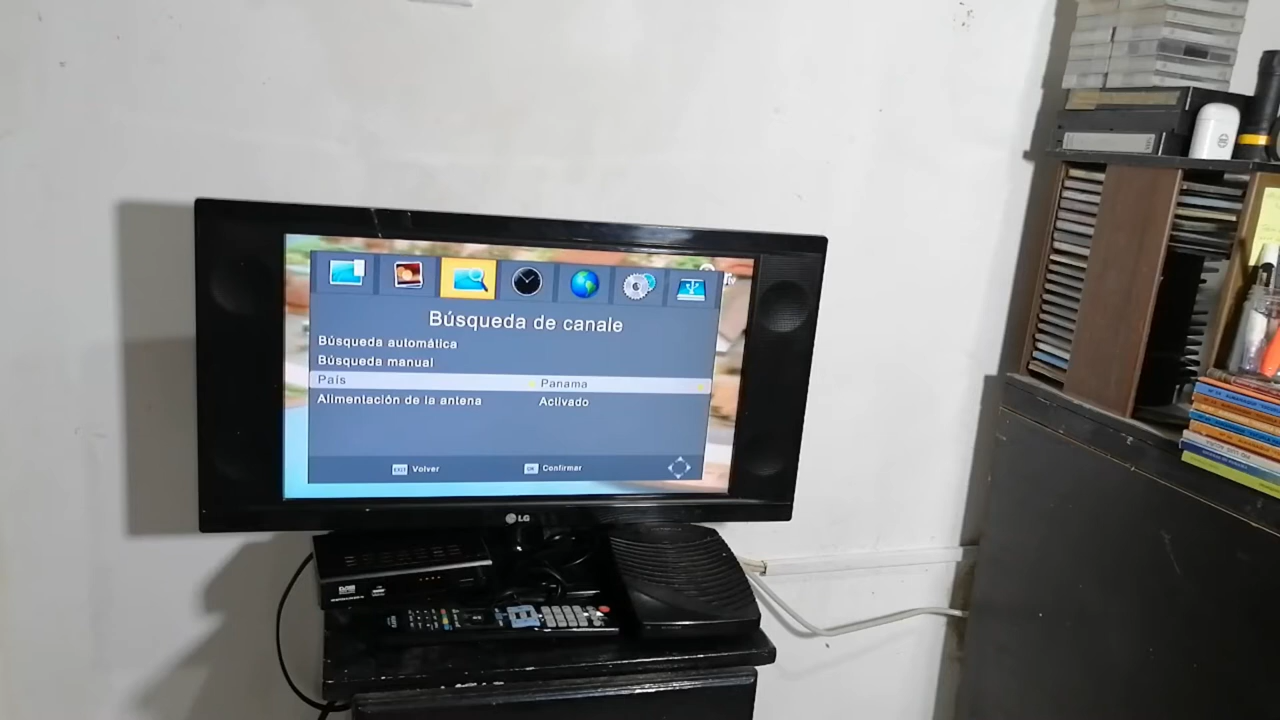 Búsqueda de canale
Búsqueda automática
Búsqueda manual
País Panama
Alimentación de la antena Activado
EXIT Volver OK Confirmar
LG